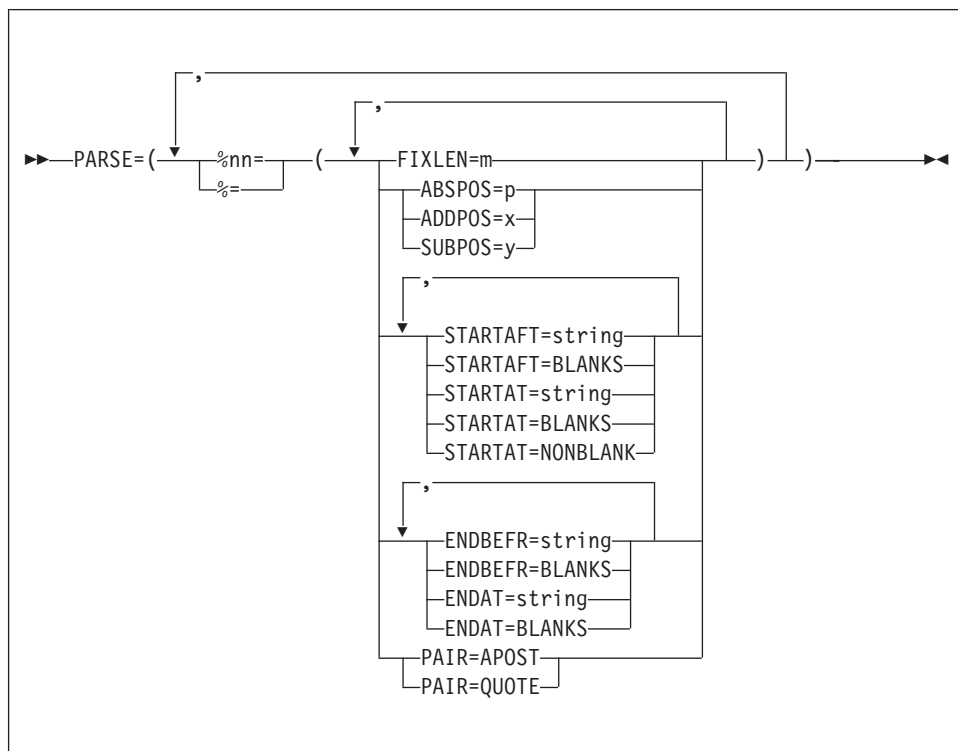 ,
,
PARSE=( %nn= ( FIXLEN=m ) )
%= ABSPOS=p
ADDPOS=x
SUBPOS=y
,
STARTAFT=string
STARTAFT=BLANKS
STARTAT=string
STARTAT=BLANKS
STARTAT=NONBLANK
,
ENDBEFR=string
ENDBEFR=BLANKS
ENDAT=string
ENDAT=BLANKS
PAIR=APOST
PAIR=QUOTE